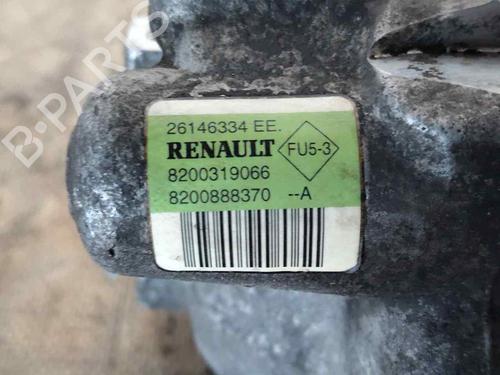 B-PARTS
26146334 EE.
RENAULT FU5-3
8200319066
8200888370 --A